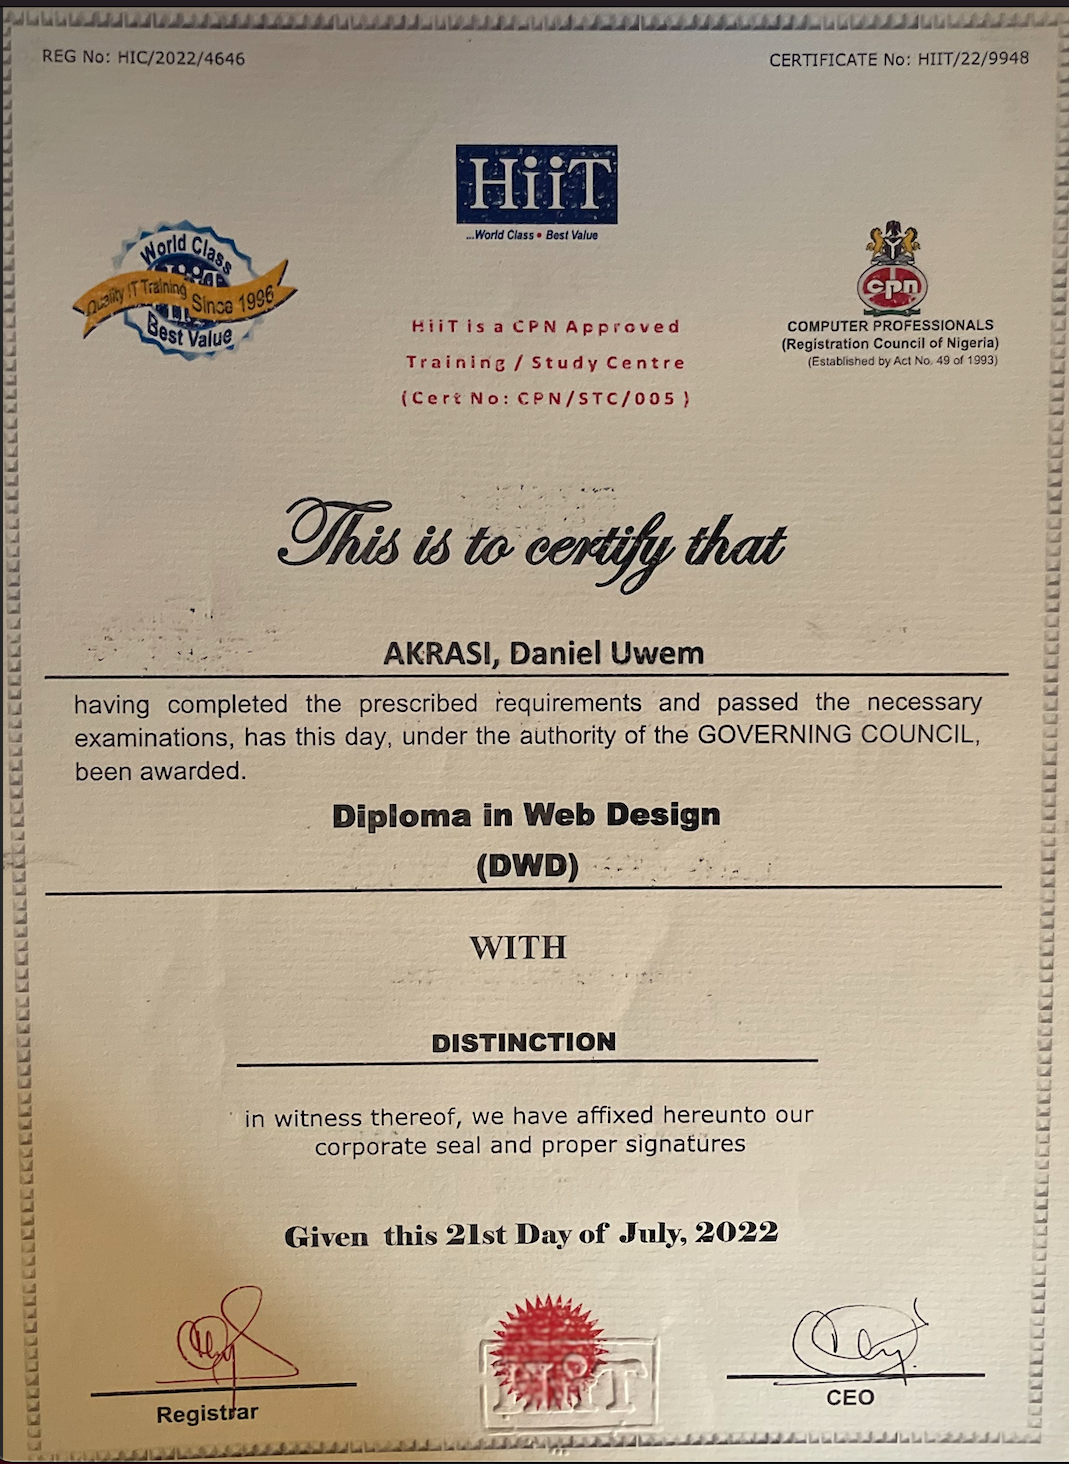 REG No: HIC/2022/4646
CERTIFICATE No: HIIT/22/9948
HiiT
...World Class • Best Value
World Class
HiiT
Quality IT Training Since 1996
Best Value
cpn
COMPUTER PROFESSIONALS
(Registration Council of Nigeria)
(Established by Act No. 49 of 1993)
HiiT is a CPN Approved
Training / Study Centre
(Cert No: CPN/STC/005 )
This is to certify that
AKRASI, Daniel Uwem
having completed the prescribed requirements and passed the necessary
examinations, has this day, under the authority of the GOVERNING COUNCIL,
been awarded.
Diploma in Web Design
(DWD)
WITH
DISTINCTION
in witness thereof, we have affixed hereunto our
corporate seal and proper signatures
Given this 21st Day of July, 2022
Registrar
HiiT
CEO